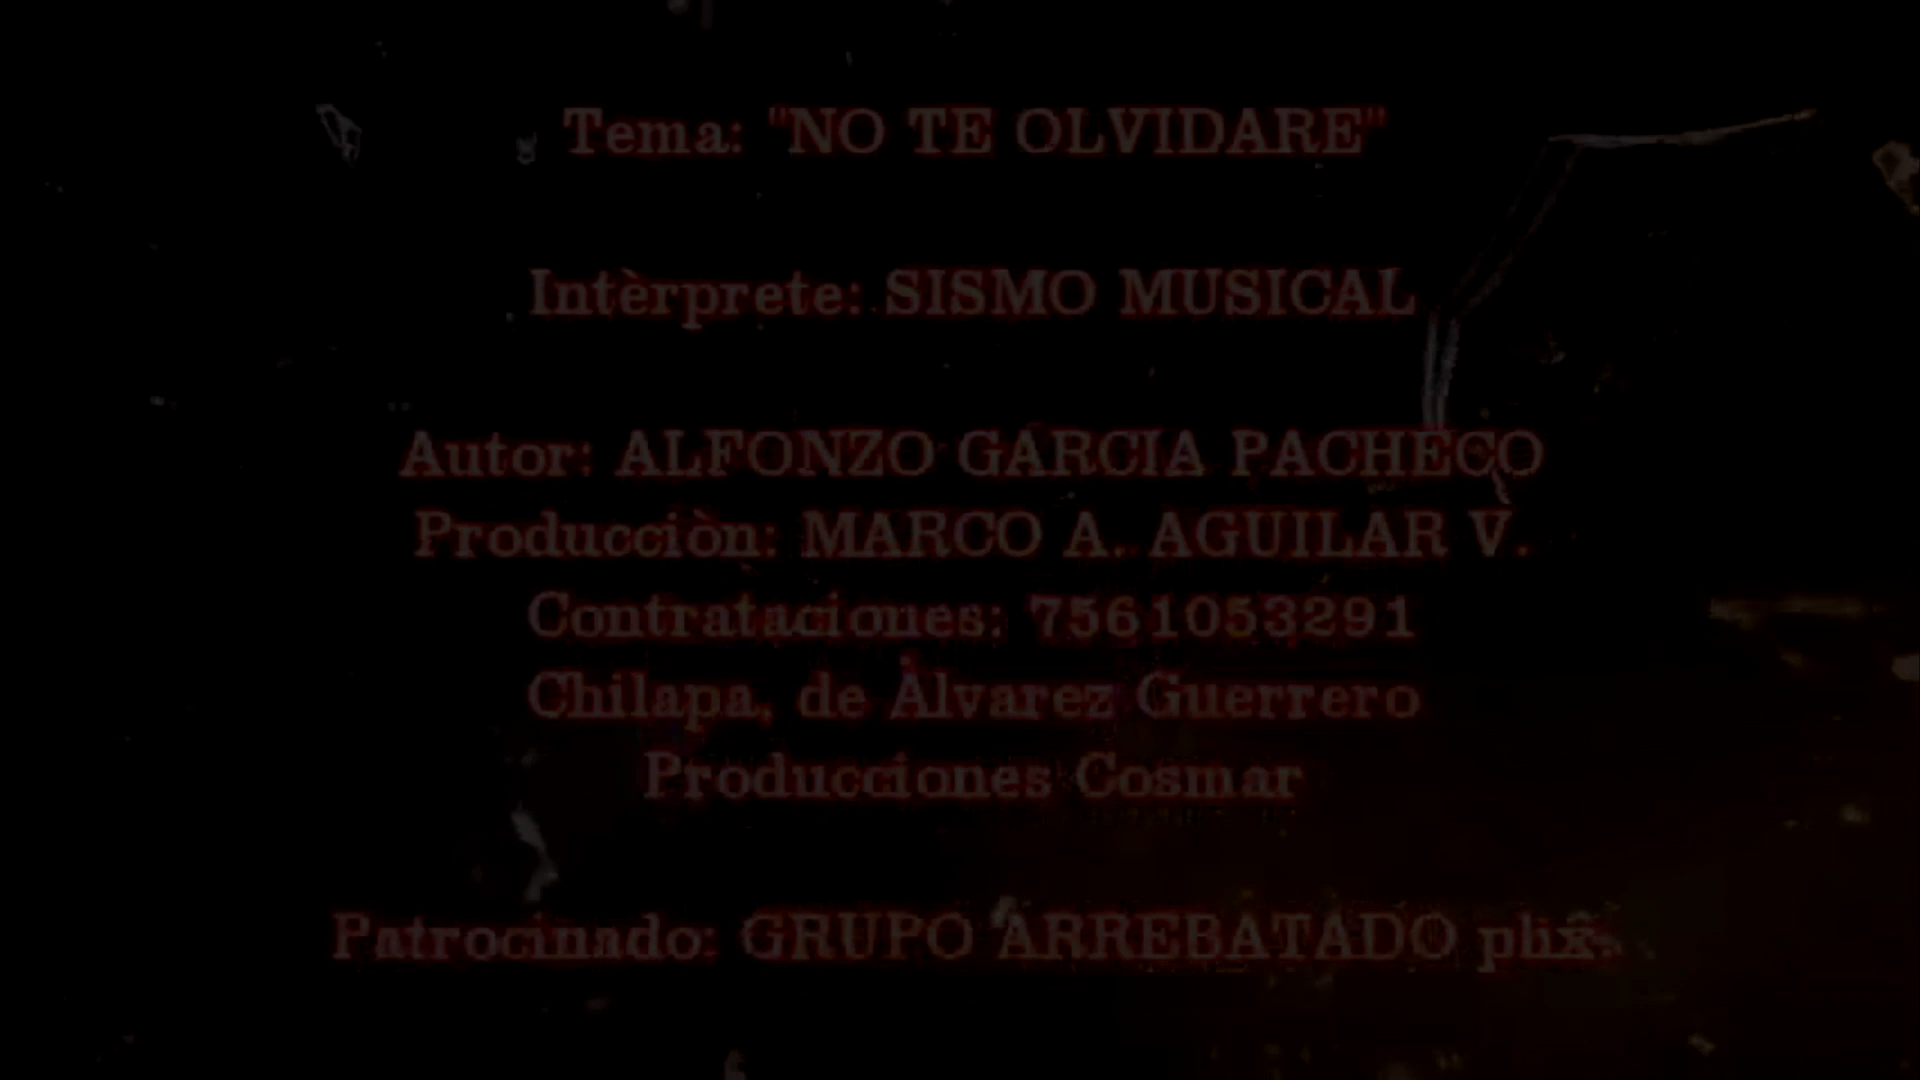 Tema: "NO TE OLVIDARE"
Intèrprete: SISMO MUSICAL
Autor: ALFONZO GARCIA PACHECO
Producciòn: MARCO A. AGUILAR V.
Contrataciones: 7561053291
Chilapa, de Àlvarez Guerrero
Producciones Cosmar
Patrocinado: GRUPO ARREBATADO phx.